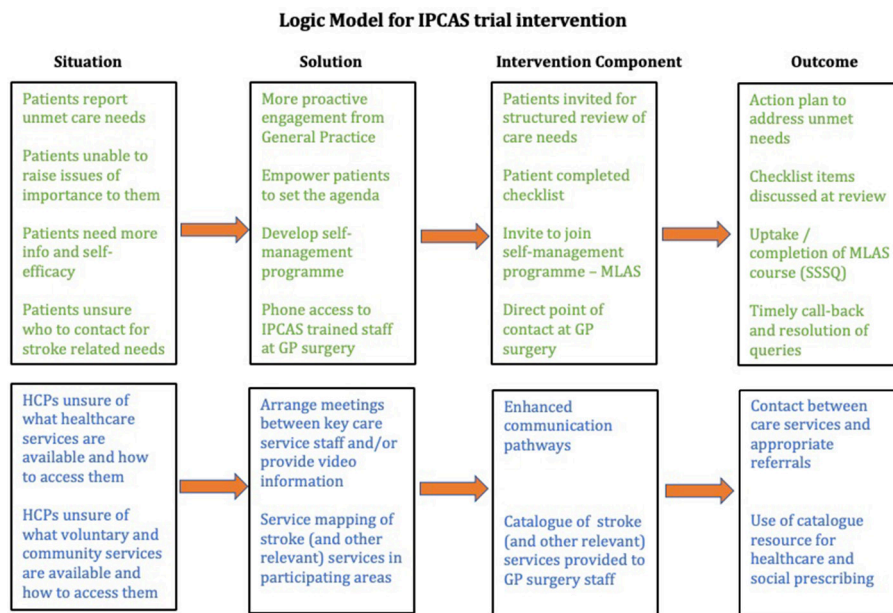 Logic Model for IPCAS trial intervention
Situation
Patients report
unmet care needs
Patients unable to
raise issues of
importance to them
Patients need more
info and self-
efficacy
Patients unsure
who to contact for
stroke related needs
Solution
More proactive
engagement from
General Practice
Empower patients
to set the agenda
Develop self-
management
programme
Phone access to
IPCAS trained staff
at GP surgery
Intervention Component
Patients invited for
structured review of
care needs
Patient completed
checklist
Invite to join
self-management
programme – MLAS
Direct point of
contact at GP
surgery
Outcome
Action plan to
address unmet
needs
Checklist items
discussed at review
Uptake /
completion of MLAS
course (SSSQ)
Timely call-back
and resolution of
queries
HCPs unsure of
what healthcare
services are
available and how
to access them
HCPs unsure of
what voluntary and
community services
are available and
how to access them
Arrange meetings
between key care
service staff and/or
provide video
information
Service mapping of
stroke (and other
relevant) services in
participating areas
Enhanced
communication
pathways
Catalogue of stroke
(and other relevant)
services provided to
GP surgery staff
Contact between
care services and
appropriate
referrals
Use of catalogue
resource for
healthcare and
social prescribing